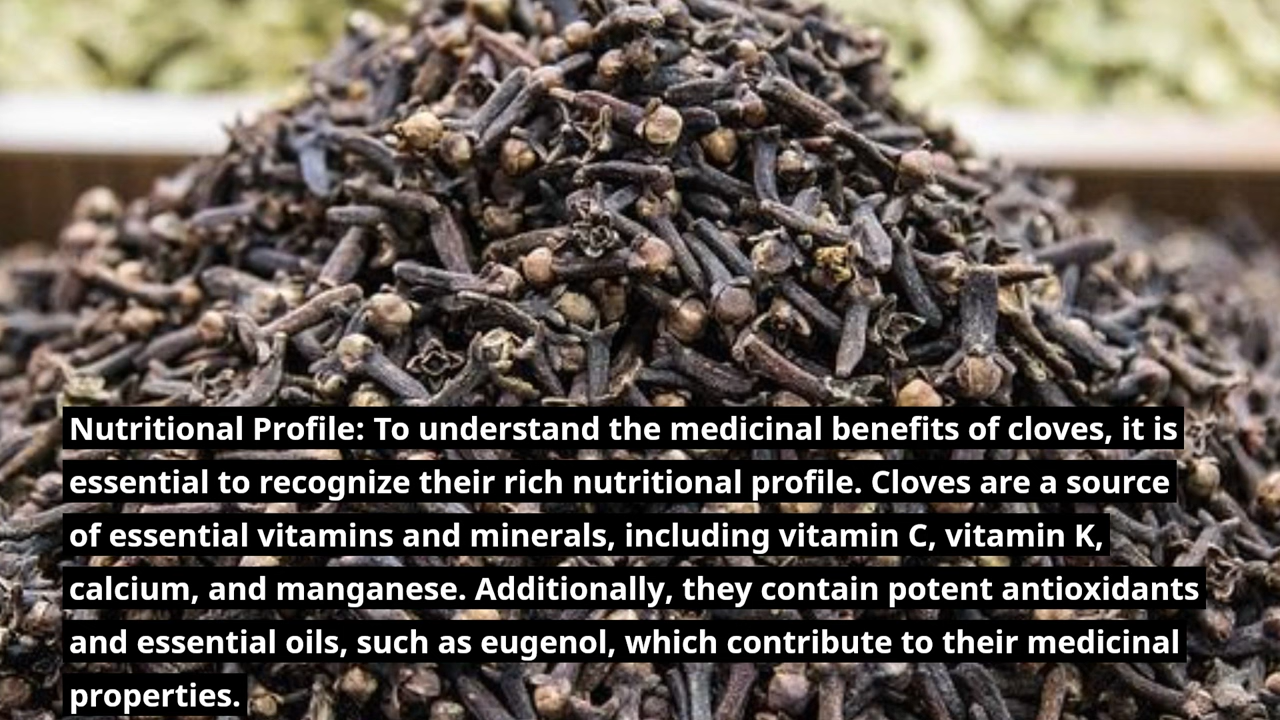 Nutritional Profile: To understand the medicinal benefits of cloves, it is
essential to recognize their rich nutritional profile. Cloves are a source
of essential vitamins and minerals, including vitamin C, vitamin K,
calcium, and manganese. Additionally, they contain potent antioxidants
and essential oils, such as eugenol, which contribute to their medicinal
properties.